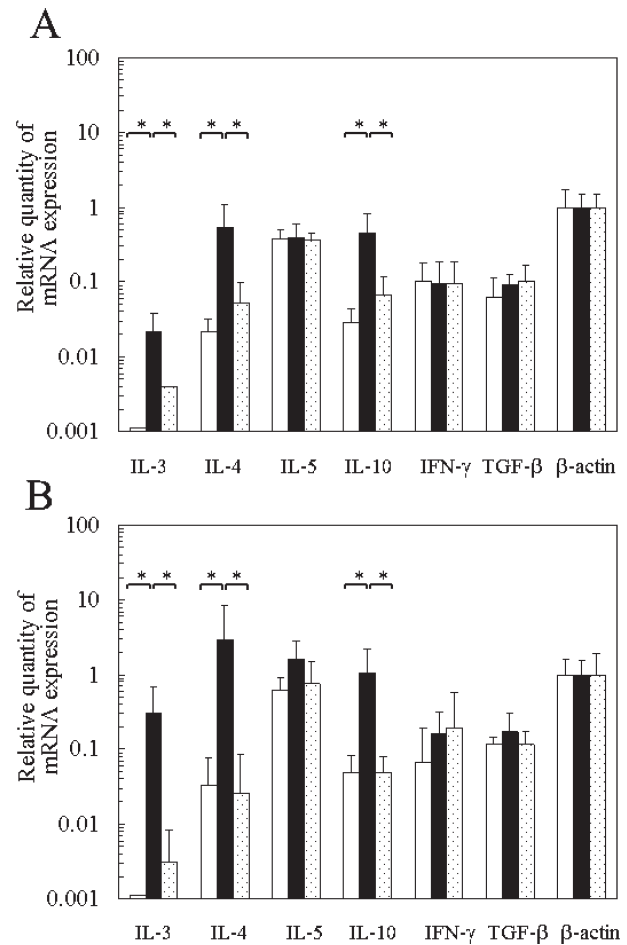 A
Relative quantity of
mRNA expression
100
10
1
0.1
0.01
0.001
* * * * * *
IL-3 IL-4 IL-5 IL-10 IFN-γ TGF-β β-actin
B
Relative quantity of
mRNA expression
100
10
1
0.1
0.01
0.001
* * * * * *
IL-3 IL-4 IL-5 IL-10 IFN-γ TGF-β β-actin